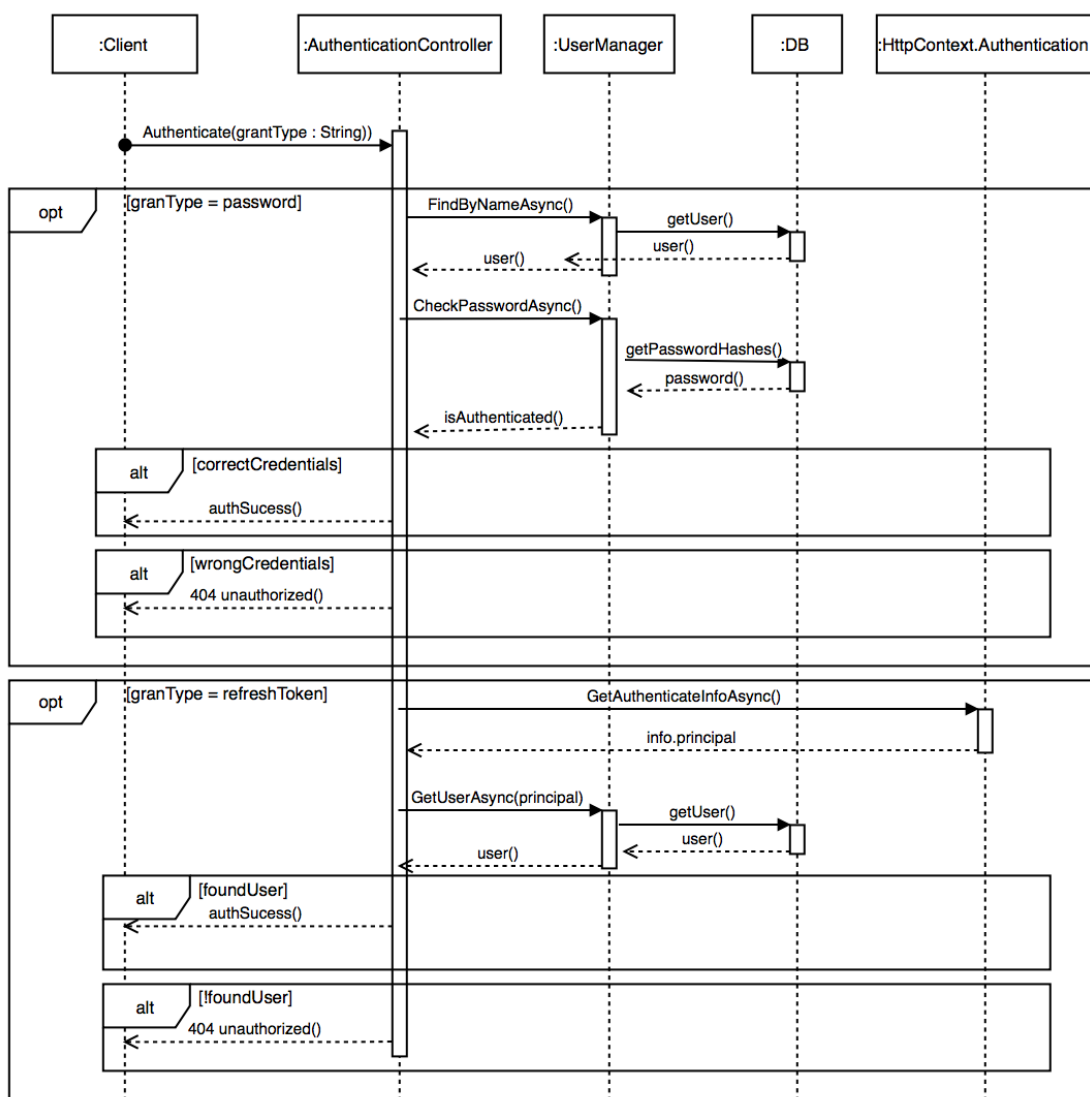 :Client
:AuthenticationController
:UserManager
:DB
:HttpContext.Authentication
Authenticate(grantType : String))
opt
[granType = password]
FindByNameAsync()
getUser()
user()
user()
CheckPasswordAsync()
getPasswordHashes()
password()
isAuthenticated()
alt
[correctCredentials]
authSucess()
alt
[wrongCredentials]
404 unauthorized()
opt
[granType = refreshToken]
GetAuthenticateInfoAsync()
info.principal
GetUserAsync(principal)
getUser()
user()
user()
alt
[foundUser]
authSucess()
alt
[!foundUser]
404 unauthorized()